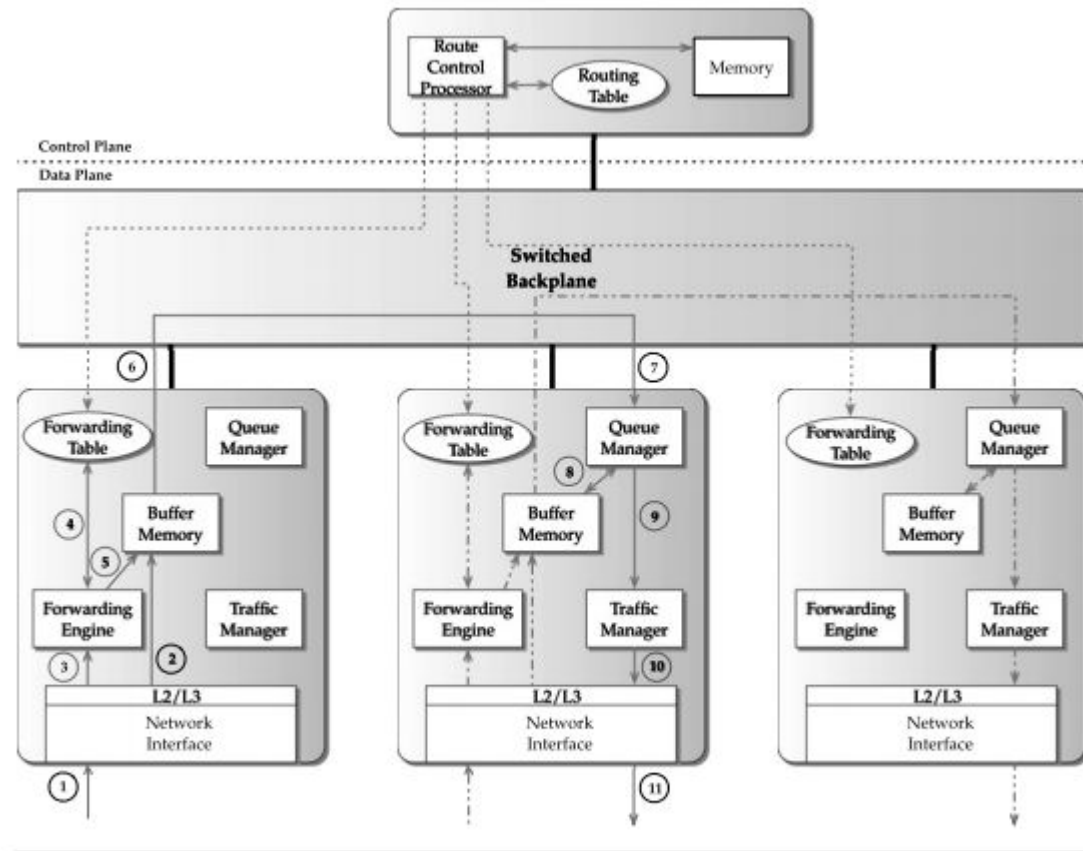 Route
Control
Processor
Routing
Table
Memory
Control Plane
Data Plane
Switched
Backplane
6
7
Forwarding
Table
Queue
Manager
Forwarding
Table
Queue
Manager
Forwarding
Table
Queue
Manager
8
4
Buffer
Memory
Buffer
Memory
9
Buffer
Memory
5
Forwarding
Engine
Traffic
Manager
Forwarding
Engine
Traffic
Manager
Forwarding
Engine
Traffic
Manager
3
2
10
L2/L3
Network
Interface
L2/L3
Network
Interface
L2/L3
Network
Interface
1
11